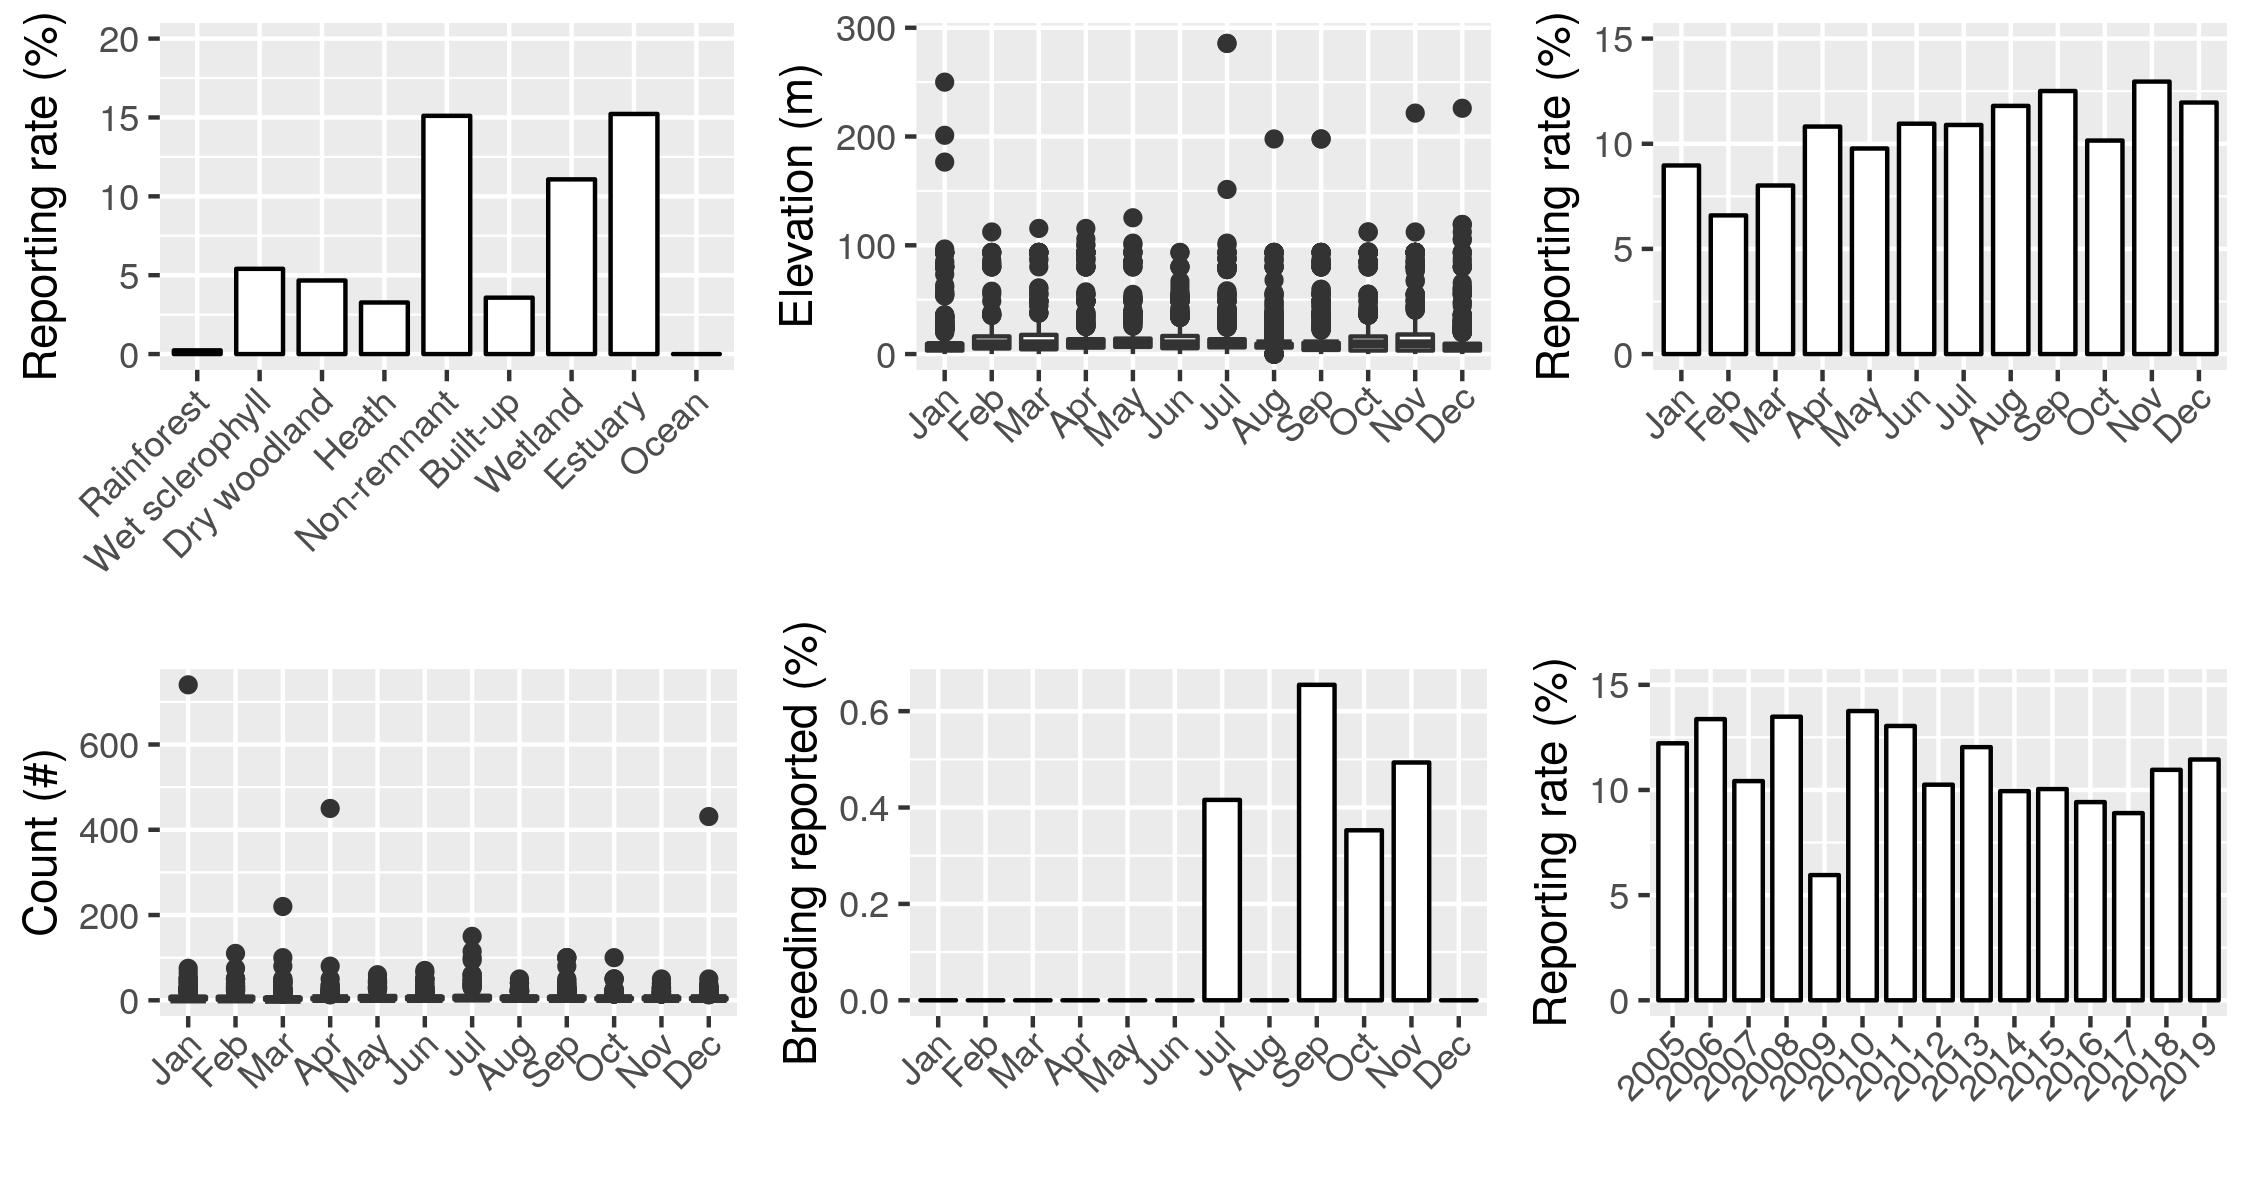 Reporting rate (%)
20
15
10
5
0
Rainforest
Wet sclerophyll
Dry woodland
Heath
Non-remnant
Built-up
Wetland
Estuary
Ocean
Elevation (m)
300
200
100
0
Jan
Feb
Mar
Apr
May
Jun
Jul
Aug
Sep
Oct
Nov
Dec
Reporting rate (%)
15
10
5
0
Jan
Feb
Mar
Apr
May
Jun
Jul
Aug
Sep
Oct
Nov
Dec
Count (#)
600
400
200
0
Jan
Feb
Mar
Apr
May
Jun
Jul
Aug
Sep
Oct
Nov
Dec
Breeding reported (%)
0.6
0.4
0.2
0.0
Jan
Feb
Mar
Apr
May
Jun
Jul
Aug
Sep
Oct
Nov
Dec
Reporting rate (%)
15
10
5
0
2005
2006
2007
2008
2009
2010
2011
2012
2013
2014
2015
2016
2017
2018
2019